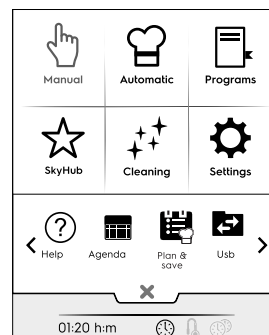 Manual Automatic Programs
SkyHub Cleaning Settings
Help Agenda Plan & save Usb
01:20 h:m